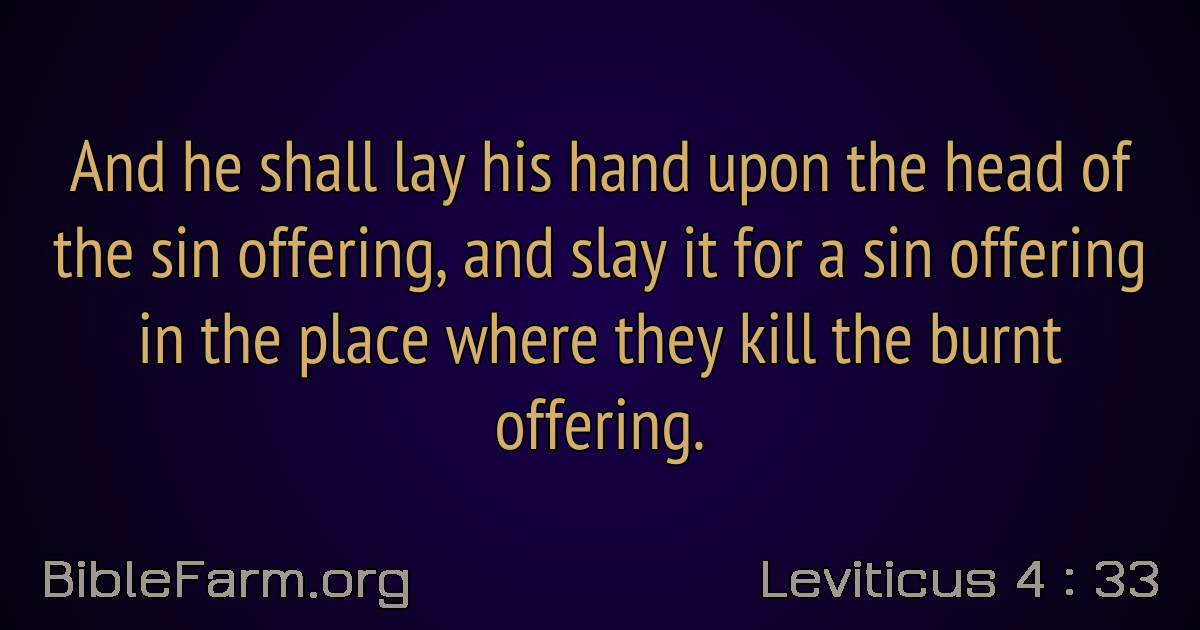 And he shall lay his hand upon the head of
the sin offering, and slay it for a sin offering
in the place where they kill the burnt
offering.
BibleFarm.org
Leviticus 4 : 33